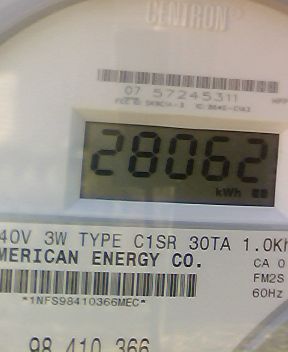 CENTRON
07 57245311
28062
kWh
40V 3W TYPE C1SR 30TA 1.0Kh
MERICAN ENERGY CO.
CA 0
FM2S
60Hz
*1NFS98410366MEC*
98 410 366